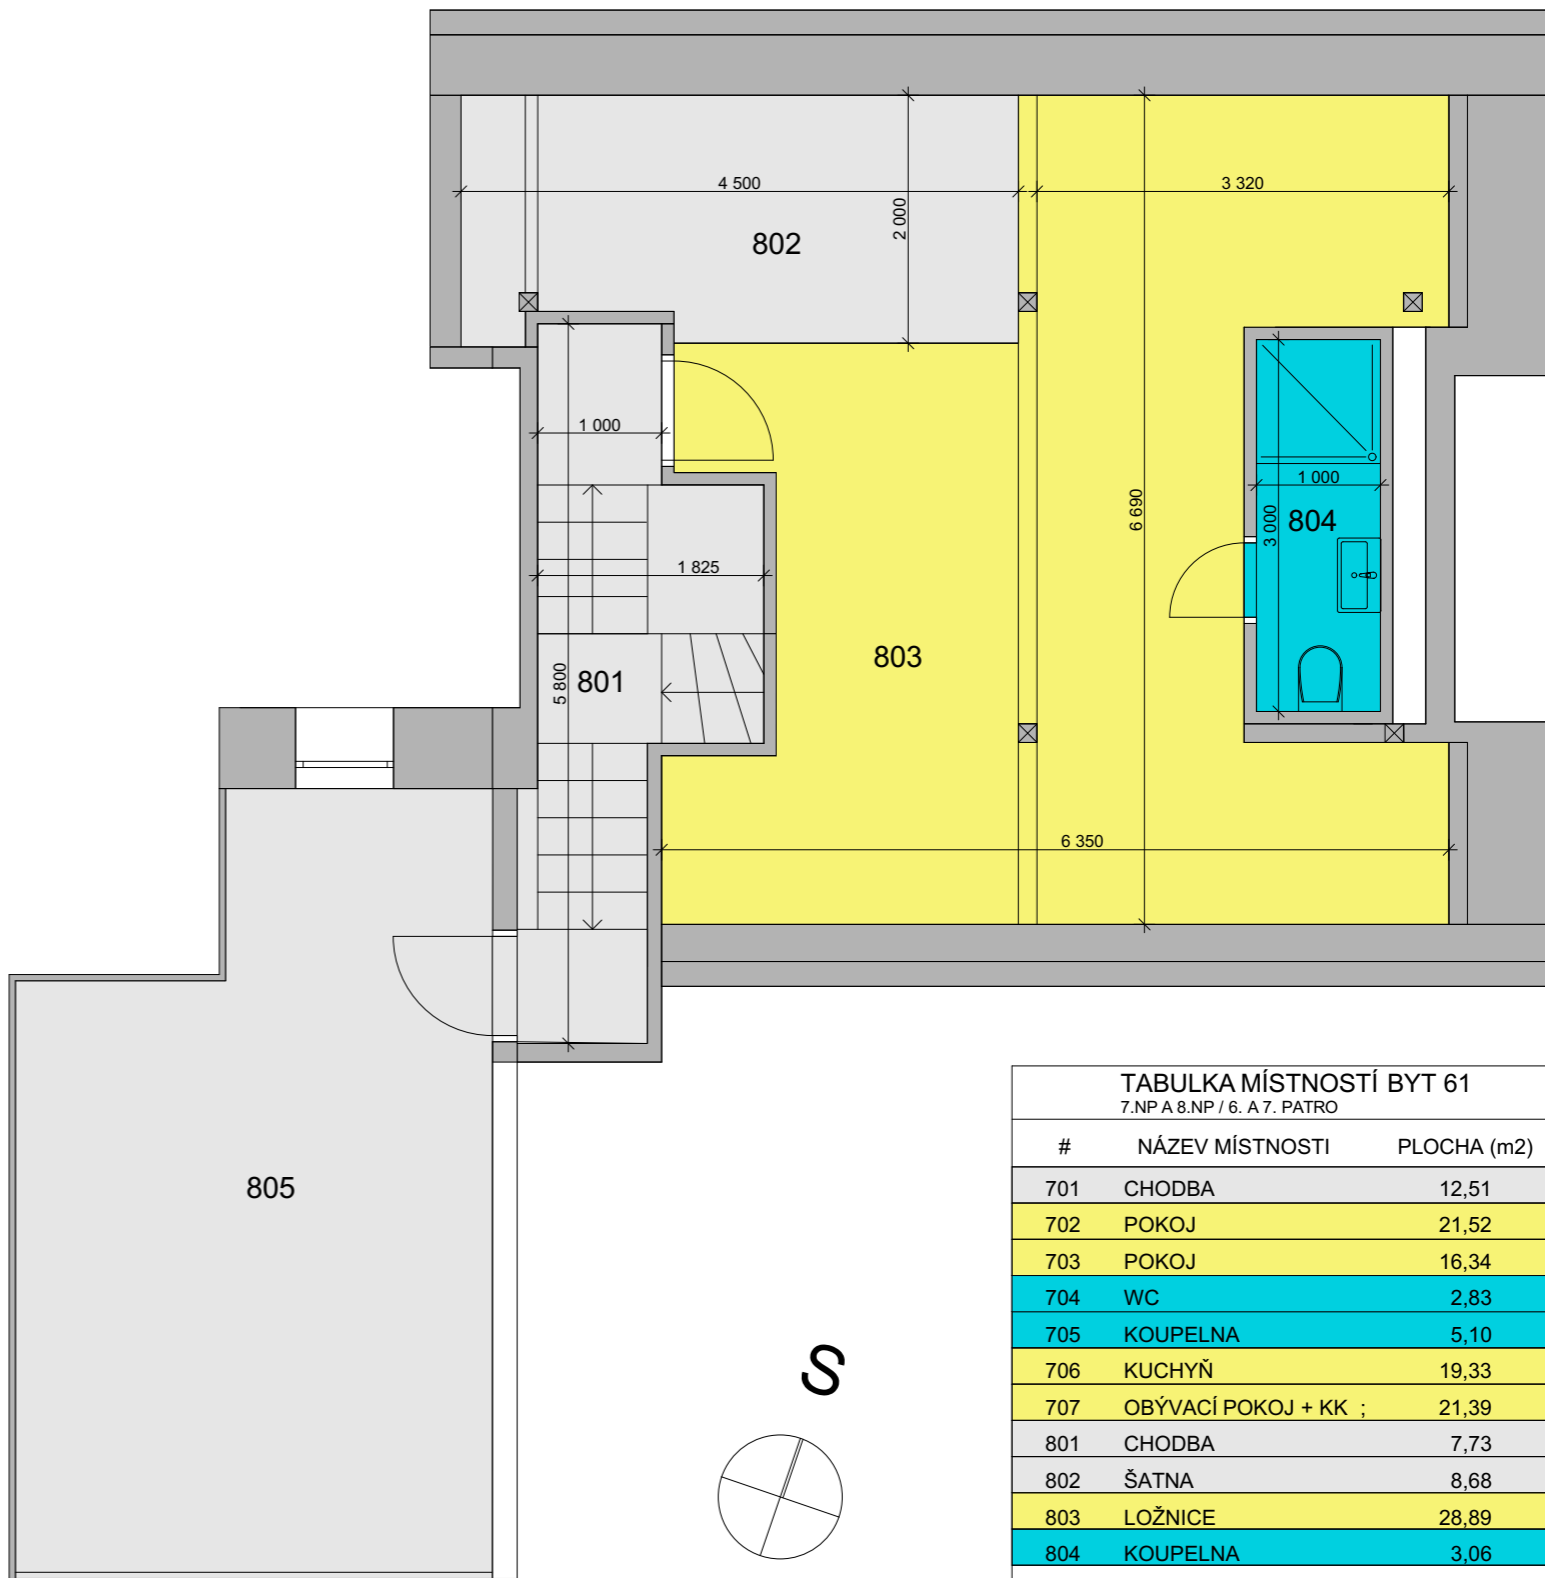 4 500
3 320
2 000
802
1 000
1 000
6 690
3 000
804
1 825
803
5 800
801
6 350
805
S
TABULKA MÍSTNOSTÍ BYT 61
7.NP A 8.NP / 6. A 7. PATRO
# NÁZEV MÍSTNOSTI PLOCHA (m2)
701 CHODBA 12,51
702 POKOJ 21,52
703 POKOJ 16,34
704 WC 2,83
705 KOUPELNA 5,10
706 KUCHYŇ 19,33
707 OBÝVACÍ POKOJ + KK ; 21,39
801 CHODBA 7,73
802 ŠATNA 8,68
803 LOŽNICE 28,89
804 KOUPELNA 3,06